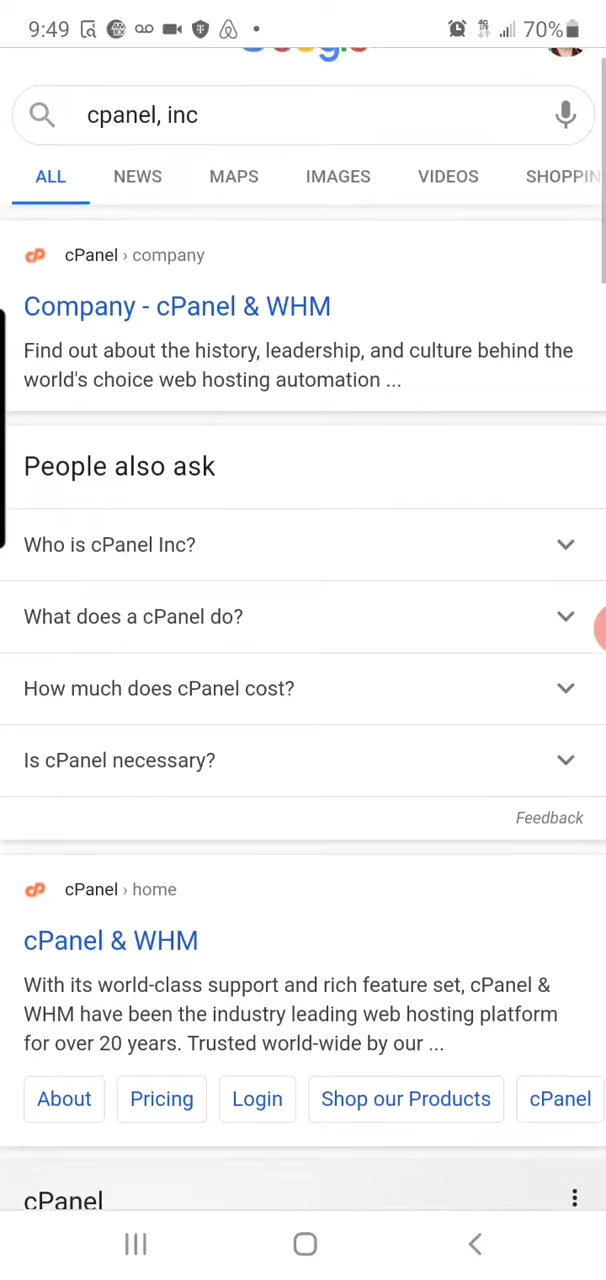 9:49 70%
cpanel, inc
ALL NEWS MAPS IMAGES VIDEOS SHOPPIN
cPanel › company
Company - cPanel & WHM
Find out about the history, leadership, and culture behind the
world's choice web hosting automation ...
People also ask
Who is cPanel Inc?
What does a cPanel do?
How much does cPanel cost?
Is cPanel necessary?
Feedback
cPanel › home
cPanel & WHM
With its world-class support and rich feature set, cPanel &
WHM have been the industry leading web hosting platform
for over 20 years. Trusted world-wide by our ...
About Pricing Login Shop our Products cPanel
cPanel